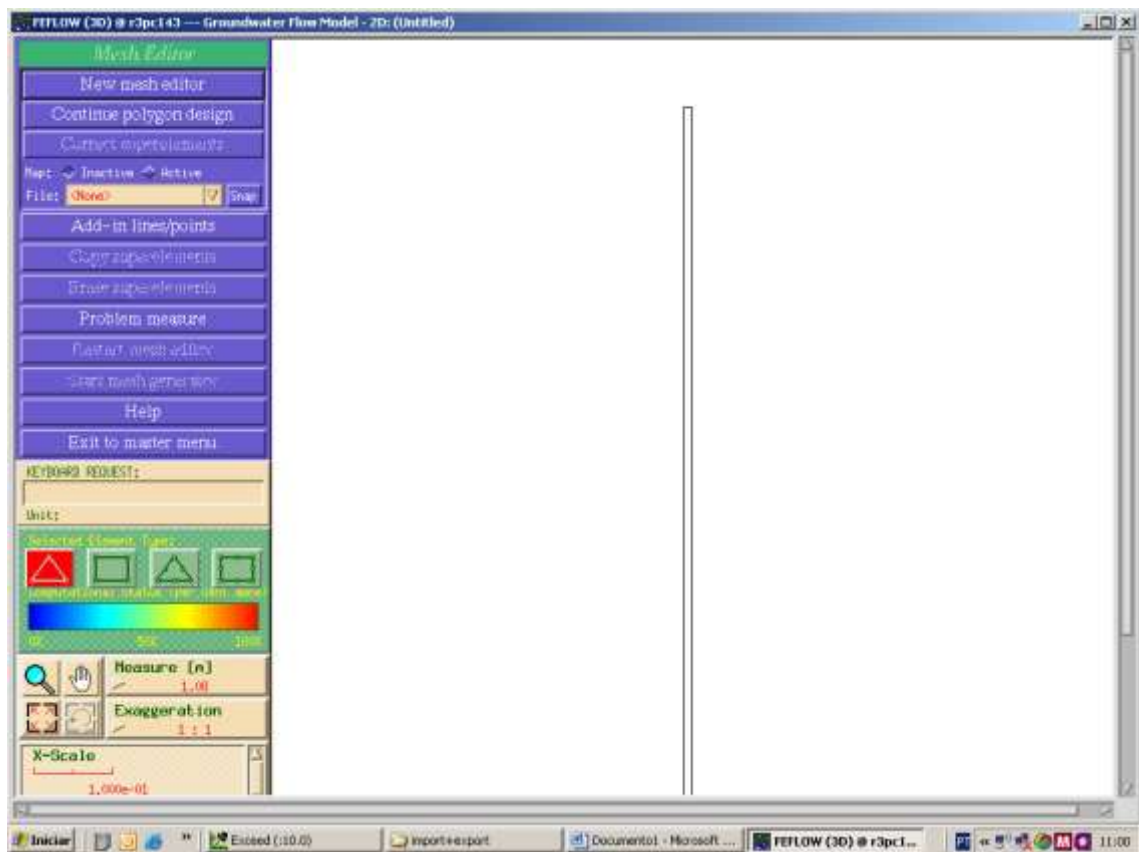 FEFLOW (3D) @ r3pc143 --- Groundwater Flow Model - 2D: (Untitled)
Mesh Editor
New mesh editor
Continue polygon design
Correct superelements
Map: Inactive Active
File: <None> Snap
Add-in lines/points
Copy superelements
Erase superelements
Problem measure
Restart mesh editor
Start mesh generator
Help
Exit to master menu
KEYBOARD REQUEST:
Unit:
Selected Element Type:
0% 50% 100%
Measure [m]
1.00
Exaggeration
1 : 1
X-Scale
1.000e-01
Iniciar
Exceed (:10.0)
import+export
Documento1 - Microsoft ...
FEFLOW (3D) @ r3pc1...
11:00